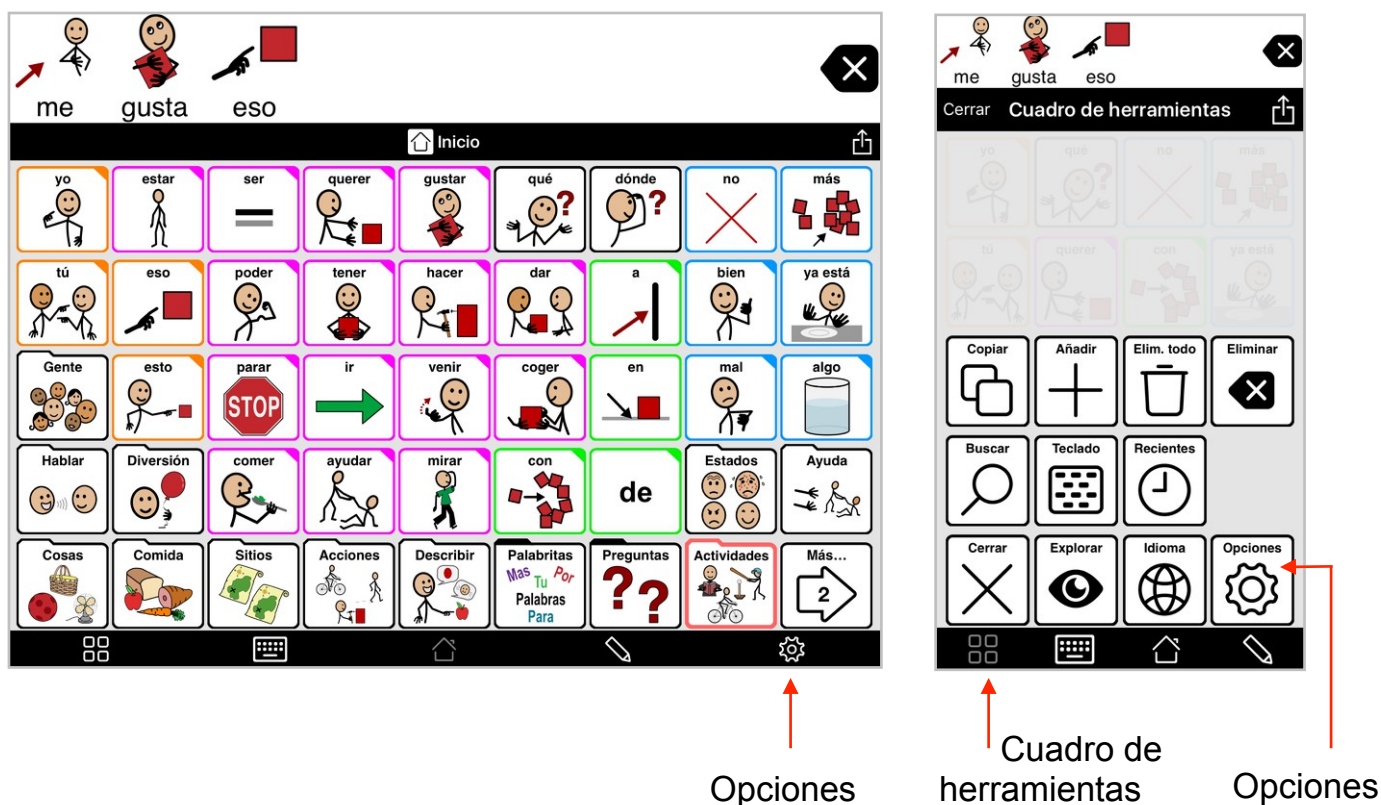 me gusta eso
Inicio
yo estar ser querer gustar qué dónde no más
tú eso poder tener hacer dar a bien ya está
Gente esto parar ir venir coger en mal algo
STOP
Hablar Diversión comer ayudar mirar con de Estados Ayuda
Cosas Comida Sitios Acciones Describir Palabritas Preguntas Actividades Más...
Mas Tu Por
Palabras
Para
2
Opciones
me gusta eso
Cerrar Cuadro de herramientas
yo qué no más
tú querer con ya está
Copiar Añadir Elim. todo Eliminar
Buscar Teclado Recientes
Cerrar Explorar Idioma Opciones
Cuadro de
herramientas
Opciones